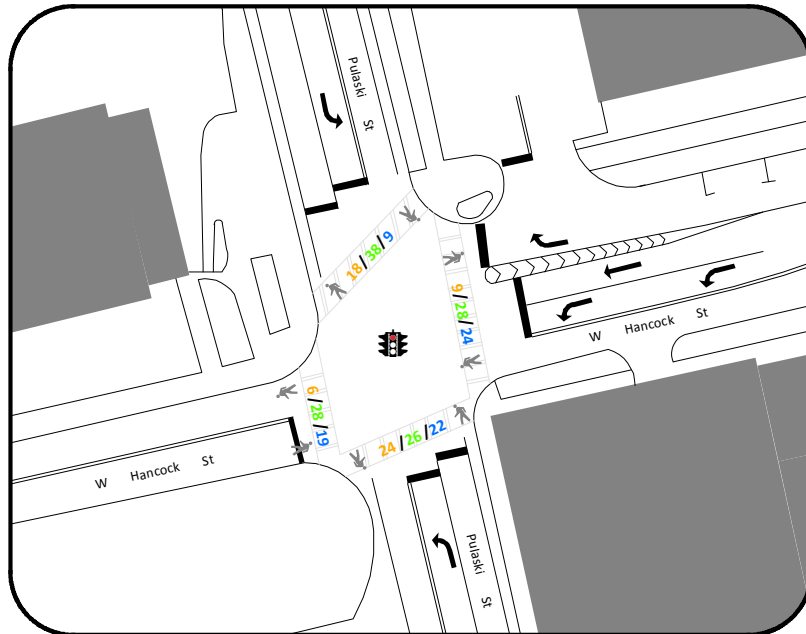 Pulaski St
18/38/9
9/28/24
W Hancock St
6/28/19
24/26/22
W Hancock St
Pulaski St